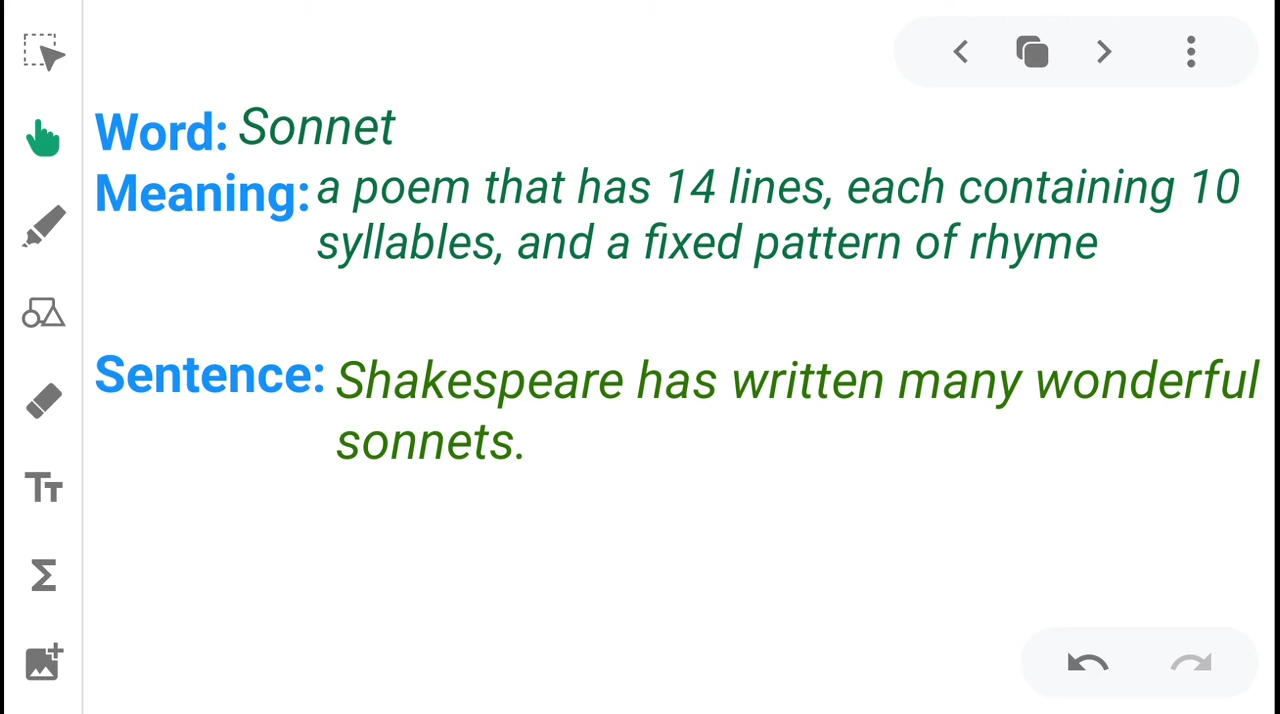 Word: Sonnet
Meaning: a poem that has 14 lines, each containing 10
syllables, and a fixed pattern of rhyme
Sentence: Shakespeare has written many wonderful
sonnets.